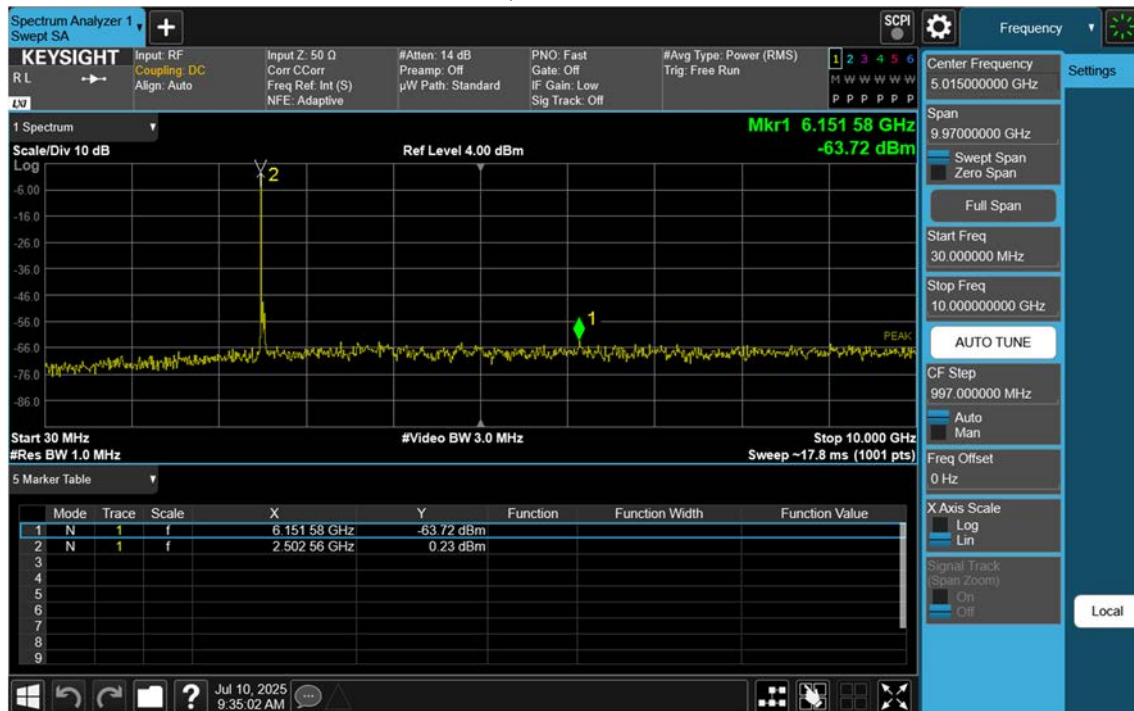 Spectrum Analyzer 1
Swept SA
+
SCPI
Frequency
KEYSIGHT
RL
LXI
Input: RF
Coupling: DC
Align: Auto
Input Z: 50 Ω
Corr CCorr
Freq Ref: Int (S)
NFE: Adaptive
#Atten: 14 dB
Preamp: Off
µW Path: Standard
PNO: Fast
Gate: Off
IF Gain: Low
Sig Track: Off
#Avg Type: Power (RMS)
Trig: Free Run
1 2 3 4 5 6
M W W W W W
P P P P P P
1 Spectrum
Scale/Div 10 dB
Ref Level 4.00 dBm
Mkr1 6.151 58 GHz
-63.72 dBm
Log
-6.00
-16.0
-26.0
-36.0
-46.0
-56.0
-66.0
-76.0
-86.0
2
1
PEAK
Start 30 MHz
#Video BW 3.0 MHz
Stop 10.000 GHz
#Res BW 1.0 MHz
Sweep ~17.8 ms (1001 pts)
5 Marker Table
Mode Trace Scale X Y Function Function Width Function Value
1 N 1 f 6.151 58 GHz -63.72 dBm
2 N 1 f 2.502 56 GHz 0.23 dBm
3
4
5
6
7
8
9
Jul 10, 2025
9:35:02 AM
?
Center Frequency
5.015000000 GHz
Span
9.97000000 GHz
Swept Span
Zero Span
Full Span
Start Freq
30.000000 MHz
Stop Freq
10.000000000 GHz
AUTO TUNE
CF Step
997.000000 MHz
Auto
Man
Freq Offset
0 Hz
X Axis Scale
Log
Lin
Signal Track
(Span Zoom)
On
Off
Settings
Local